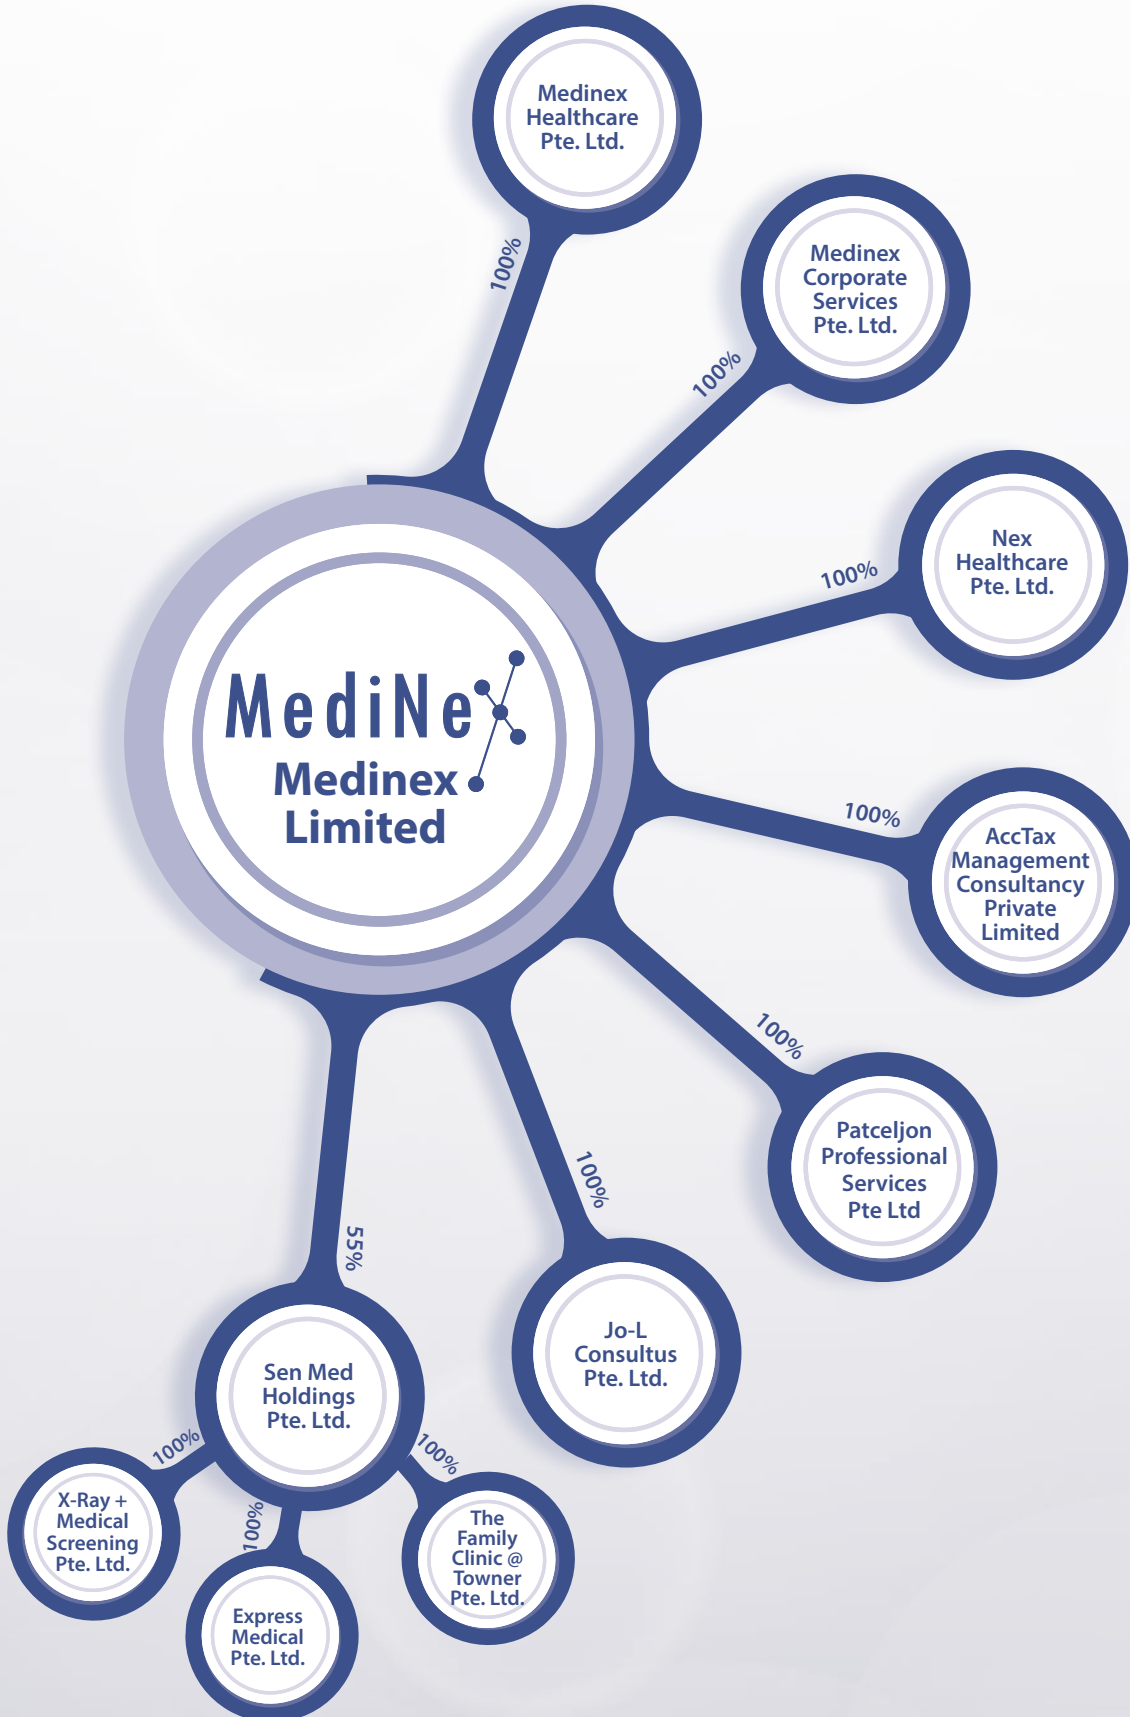 Medinex
Healthcare
Pte. Ltd.
100%
Medinex
Corporate
Services
Pte. Ltd.
100%
Nex
Healthcare
Pte. Ltd.
100%
MediNex
Medinex
Limited
100%
AccTax
Management
Consultancy
Private
Limited
100%
Patceljon
Professional
Services
Pte Ltd
100%
Jo-L
Consultus
Pte. Ltd.
55%
Sen Med
Holdings
Pte. Ltd.
100%
X-Ray +
Medical
Screening
Pte. Ltd.
100%
Express
Medical
Pte. Ltd.
100%
The
Family
Clinic @
Towner
Pte. Ltd.